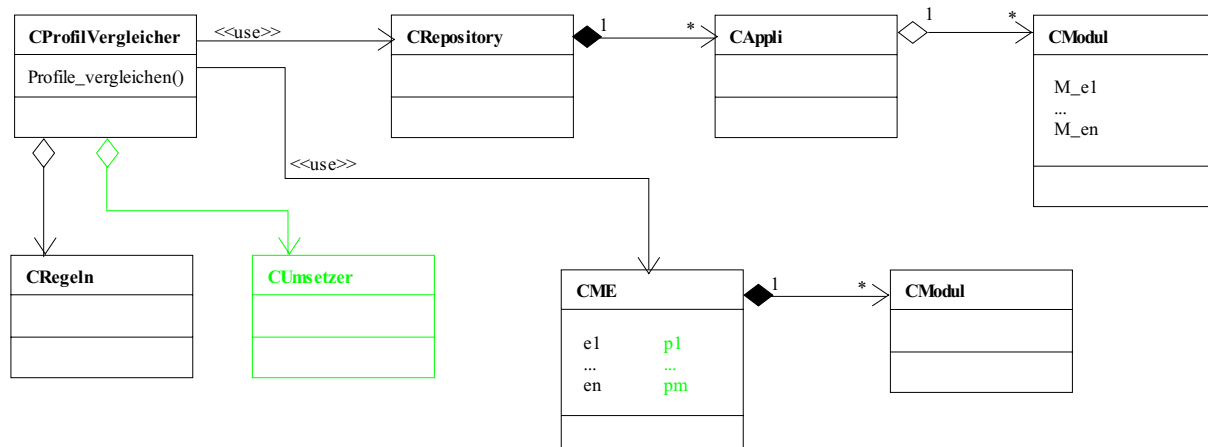 CProfilVergleicher
Profile_vergleichen()
<<use>>
CRepository
1
*
CAppli
1
*
CModul
M_e1
...
M_en
<<use>>
CRegeln
CUmsetzer
CME
e1 p1
... ...
en pm
1
*
CModul